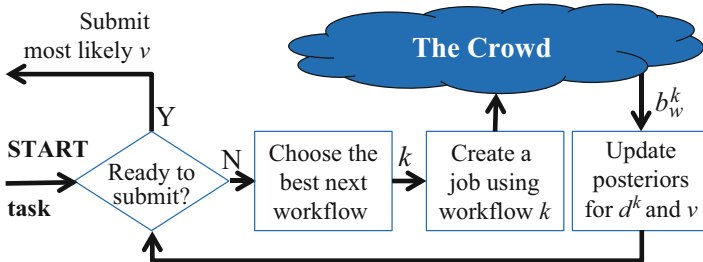 Submit
most likely v
The Crowd
Y
b_w^k
START
task
Ready to
submit?
N
Choose the
best next
workflow
k
Create a
job using
workflow k
Update
posteriors
for d^k and v